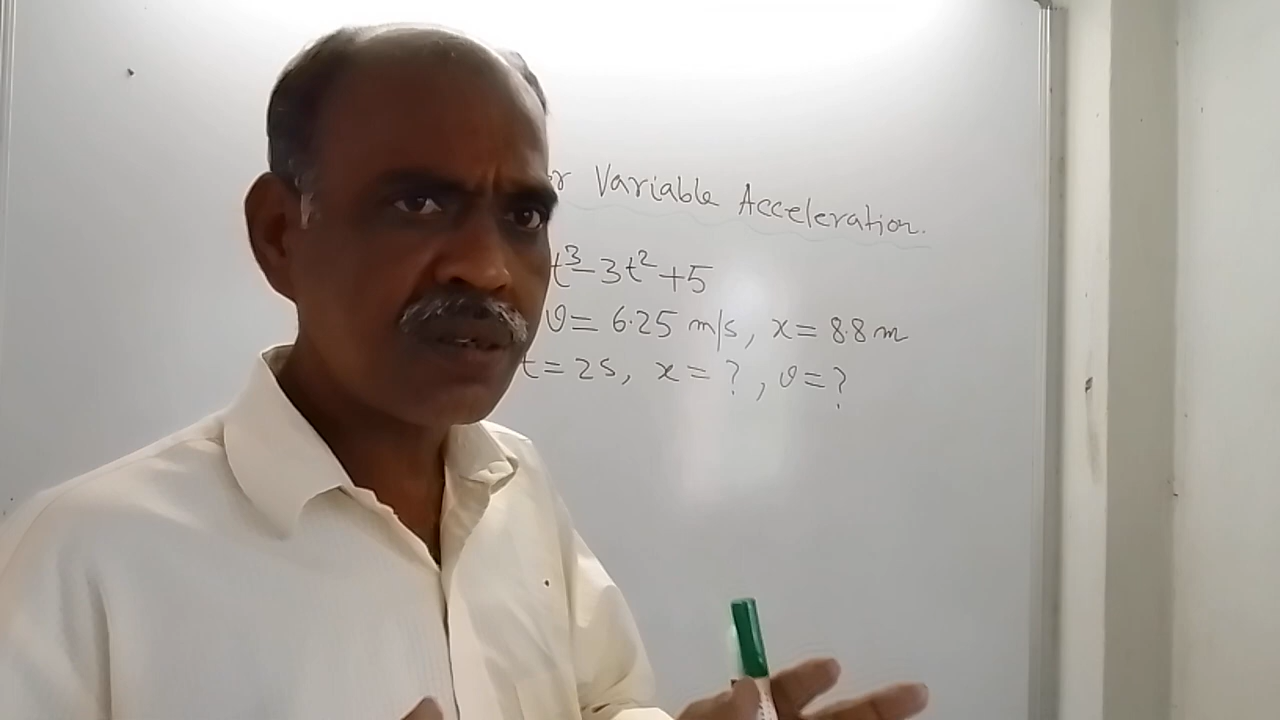 Variable Acceleration.
t³-3t²+5
v= 6.25 m/s, x= 8.8 m
t=2s, x=?, v=?